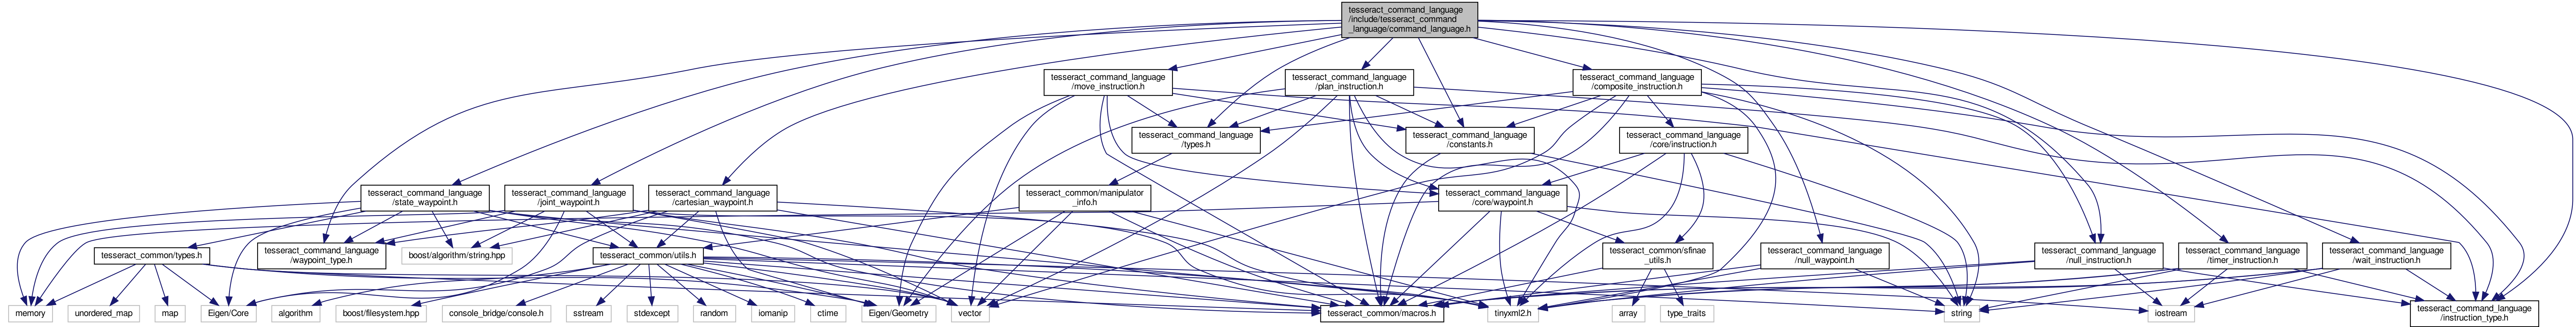 tesseract_command_language
/include/tesseract_command
_language/command_language.h
tesseract_command_language
/move_instruction.h
tesseract_command_language
/plan_instruction.h
tesseract_command_language
/composite_instruction.h
tesseract_command_language
/types.h
tesseract_command_language
/constants.h
tesseract_command_language
/core/instruction.h
tesseract_command_language
/state_waypoint.h
tesseract_command_language
/joint_waypoint.h
tesseract_command_language
/cartesian_waypoint.h
tesseract_common/manipulator
_info.h
tesseract_command_language
/core/waypoint.h
tesseract_common/types.h
tesseract_command_language
/waypoint_type.h
boost/algorithm/string.hpp
tesseract_common/utils.h
tesseract_common/sfinae
_utils.h
tesseract_command_language
/null_waypoint.h
tesseract_command_language
/null_instruction.h
tesseract_command_language
/timer_instruction.h
tesseract_command_language
/wait_instruction.h
memory
unordered_map
map
Eigen/Core
algorithm
boost/filesystem.hpp
console_bridge/console.h
sstream
stdexcept
random
iomanip
ctime
Eigen/Geometry
vector
tesseract_common/macros.h
tinyxml2.h
array
type_traits
string
iostream
tesseract_command_language
/instruction_type.h